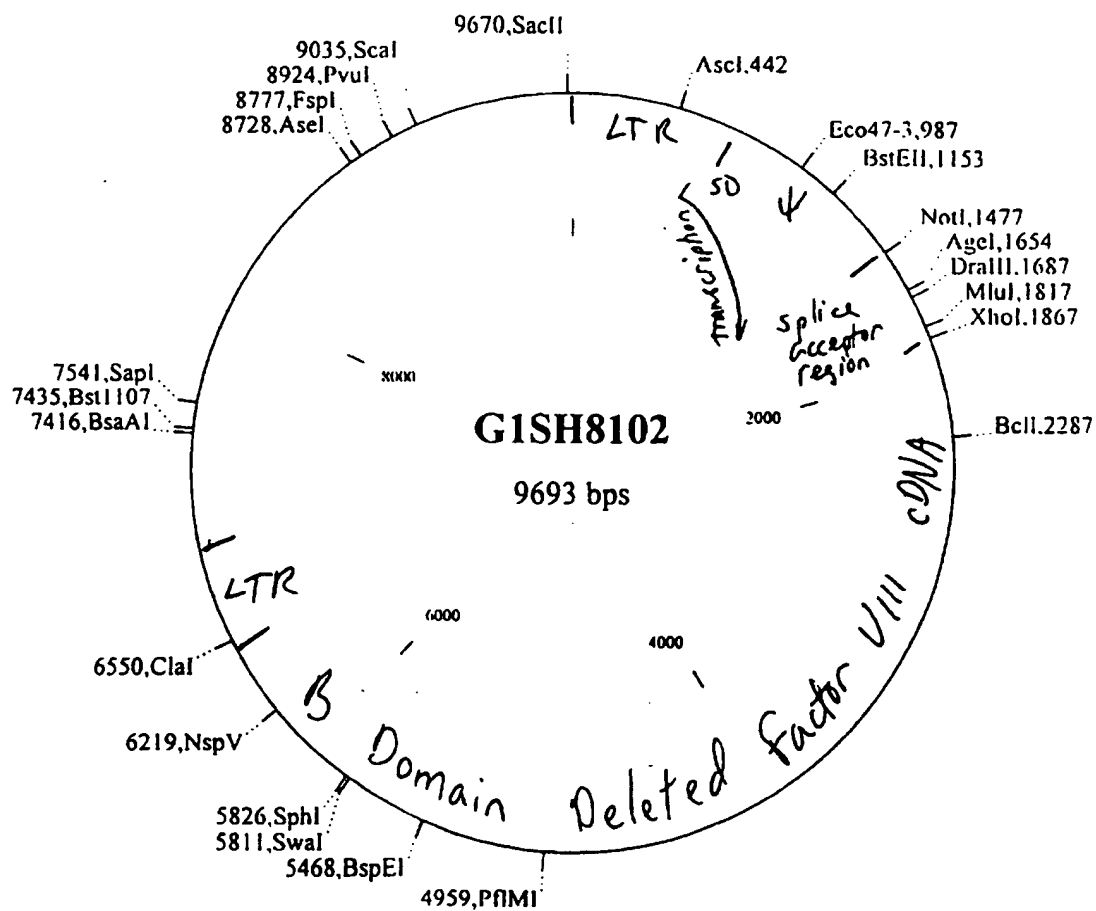 9670,SacII
9035,ScaI
8924,PvuI
8777,FspI
8728,AseI
AscI,442
Eco47-3,987
BstEII,1153
NotI,1477
AgeI,1654
DraIII,1687
MluI,1817
XhoI,1867
BclI,2287
LTR
SD
Ψ
transcription
splice
acceptor
region
7541,SapI
7435,Bst1107
7416,BsaAI
8000
2000
G1SH8102
9693 bps
6000
4000
LTR
6550,ClaI
6219,NspV
5826,SphI
5811,SwaI
5468,BspEI
4959,PflMI
B Domain Deleted Factor VIII cDNA